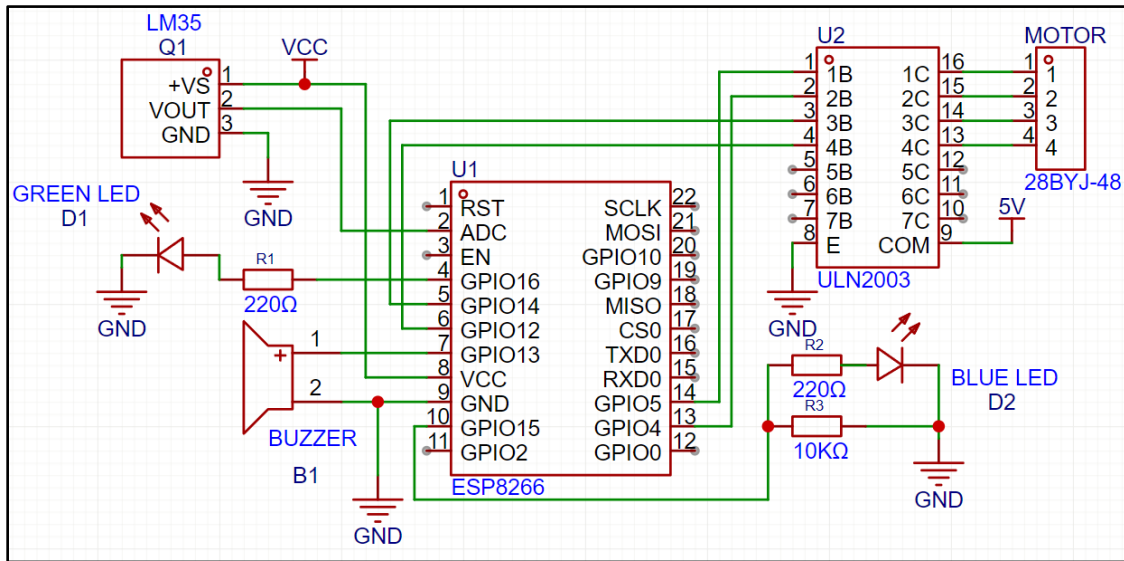 LM35
Q1
VCC
+VS 1
VOUT 2
GND 3
GND
GREEN LED
D1
GND
R1
220Ω
1
+
2
BUZZER
B1
GND
U1
1 RST
2 ADC
3 EN
4 GPIO16
5 GPIO14
6 GPIO12
7 GPIO13
8 VCC
9 GND
10 GPIO15
11 GPIO2
SCLK 22
MOSI 21
GPIO10 20
GPIO9 19
MISO 18
CS0 17
TXD0 16
RXD0 15
GPIO5 14
GPIO4 13
GPIO0 12
ESP8266
U2
1 1B
2 2B
3 3B
4 4B
5 5B
6 6B
7 7B
8 E
1C 16
2C 15
3C 14
4C 13
5C 12
6C 11
7C 10
COM 9
ULN2003
GND
MOTOR
1 1
2 2
3 3
4 4
28BYJ-48
5V
R2
220Ω
R3
10KΩ
BLUE LED
D2
GND